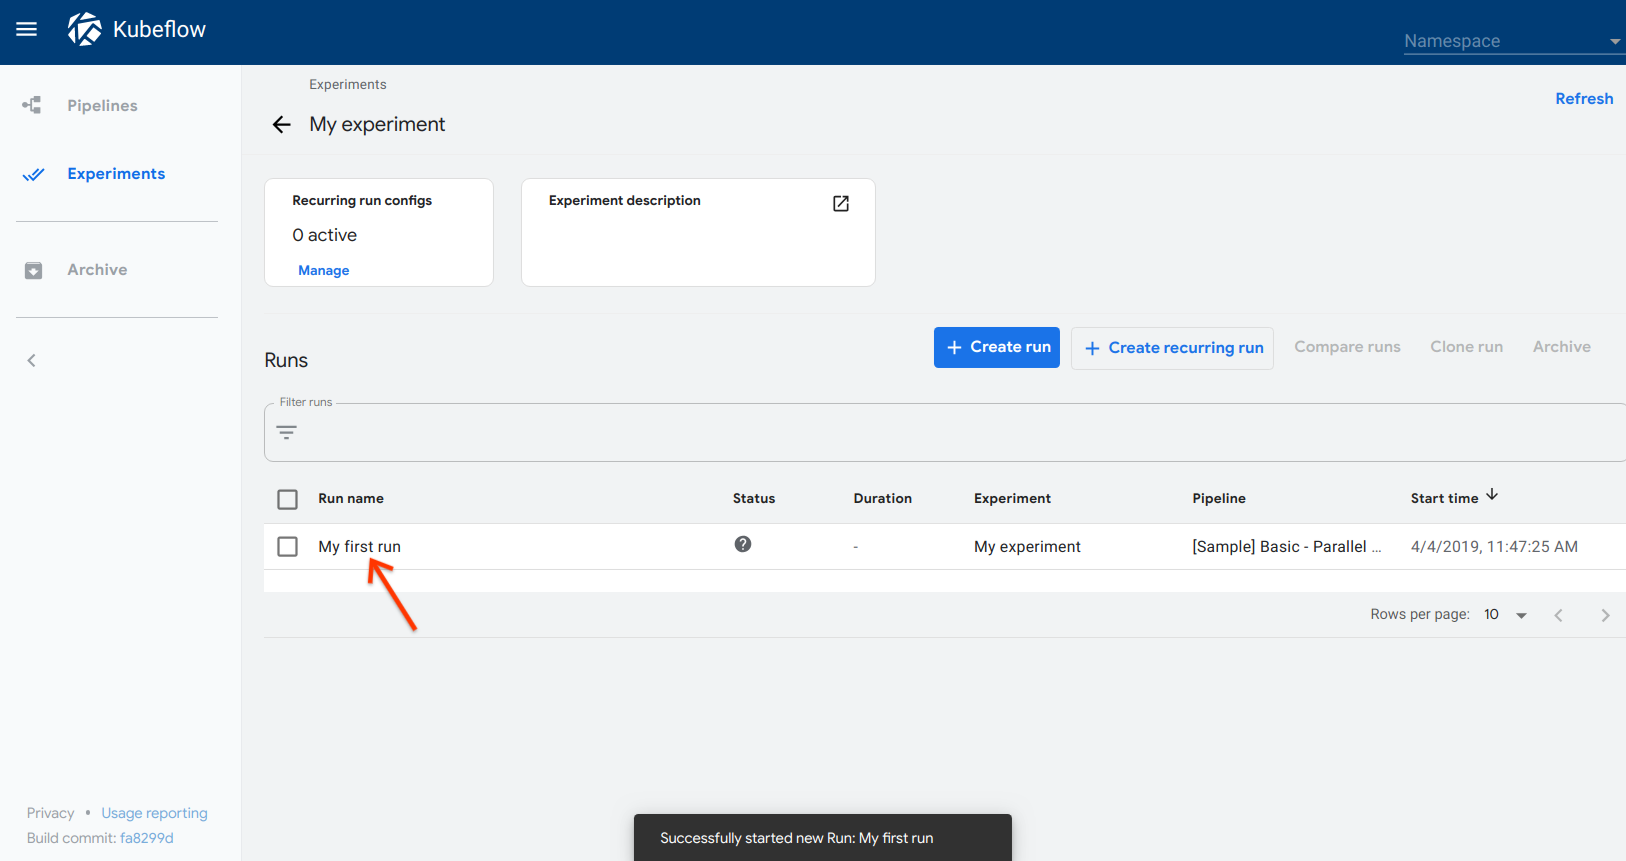 Kubeflow
Namespace
Pipelines
Experiments
Archive
Experiments
My experiment
Refresh
Recurring run configs
0 active
Manage
Experiment description
Runs
Create run
Create recurring run
Compare runs
Clone run
Archive
Filter runs
Run name Status Duration Experiment Pipeline Start time
My first run ? - My experiment [Sample] Basic - Parallel ... 4/4/2019, 11:47:25 AM
Rows per page: 10
Privacy • Usage reporting
Build commit: fa8299d
Successfully started new Run: My first run